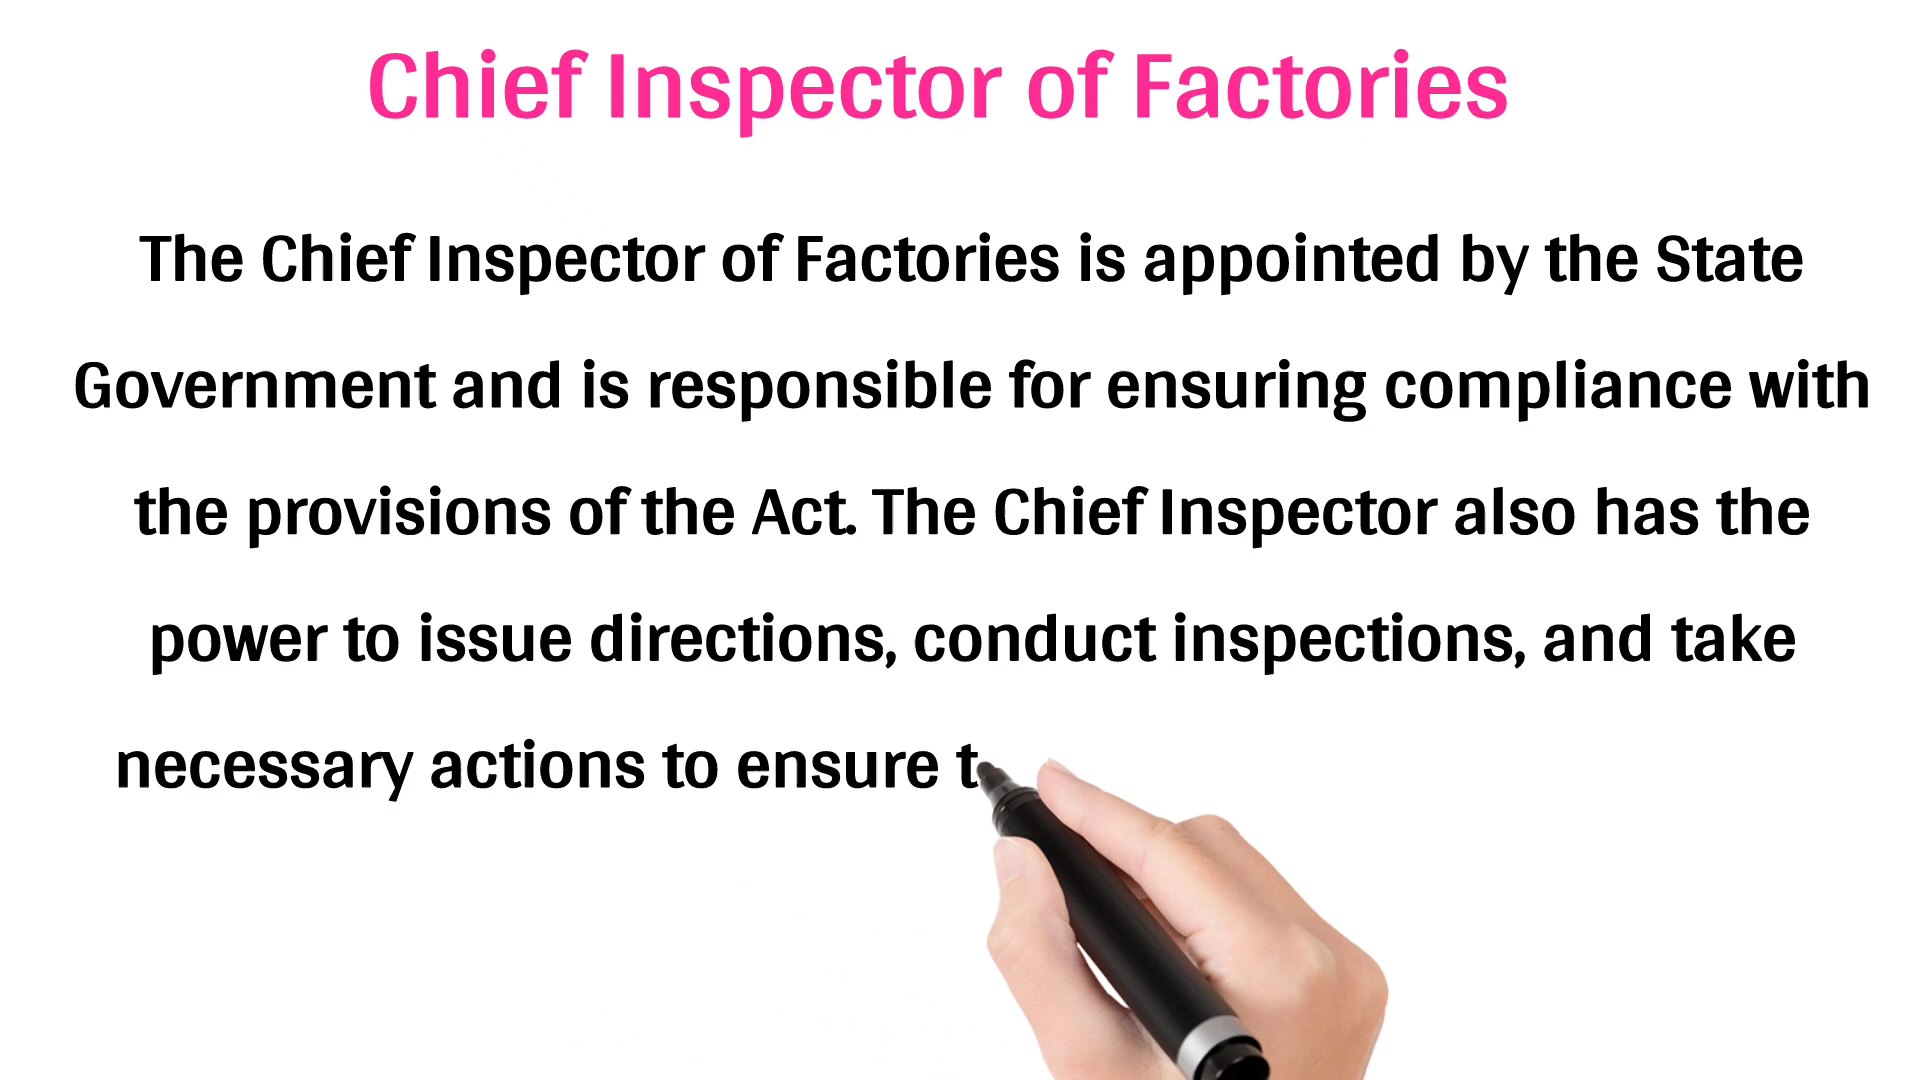 Chief Inspector of Factories
The Chief Inspector of Factories is appointed by the State
Government and is responsible for ensuring compliance with
the provisions of the Act. The Chief Inspector also has the
power to issue directions, conduct inspections, and take
necessary actions to ensure t